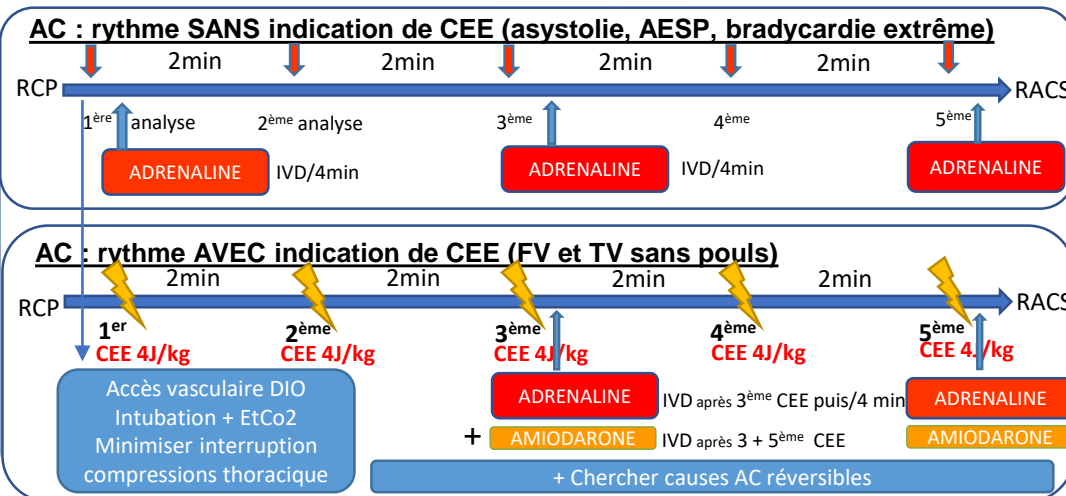 AC : rythme SANS indication de CEE (asystolie, AESP, bradycardie extrême)
2min 2min 2min 2min
RCP RACS
1ère analyse 2ème analyse 3ème 4ème 5ème
ADRENALINE IVD/4min ADRENALINE IVD/4min ADRENALINE
AC : rythme AVEC indication de CEE (FV et TV sans pouls)
2min 2min 2min 2min
RCP RACS
1er 2ème 3ème 4ème 5ème
CEE 4J/kg CEE 4J/kg CEE 4J/kg CEE 4J/kg CEE 4J/kg
Accès vasculaire DIO
Intubation + EtCo2
Minimiser interruption
compressions thoracique
ADRENALINE IVD après 3ème CEE puis/4 min ADRENALINE
+ AMIODARONE IVD après 3 + 5ème CEE AMIODARONE
+ Chercher causes AC réversibles